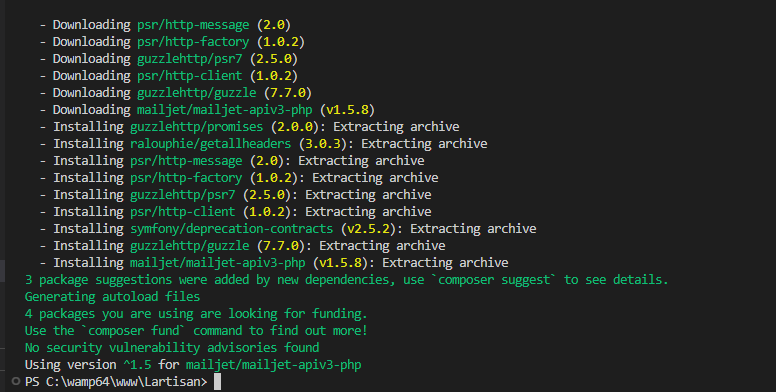 - Downloading psr/http-message (2.0)
- Downloading psr/http-factory (1.0.2)
- Downloading guzzlehttp/psr7 (2.5.0)
- Downloading psr/http-client (1.0.2)
- Downloading guzzlehttp/guzzle (7.7.0)
- Downloading mailjet/mailjet-apiv3-php (v1.5.8)
- Installing guzzlehttp/promises (2.0.0): Extracting archive
- Installing ralouphie/getallheaders (3.0.3): Extracting archive
- Installing psr/http-message (2.0): Extracting archive
- Installing psr/http-factory (1.0.2): Extracting archive
- Installing guzzlehttp/psr7 (2.5.0): Extracting archive
- Installing psr/http-client (1.0.2): Extracting archive
- Installing symfony/deprecation-contracts (v2.5.2): Extracting archive
- Installing guzzlehttp/guzzle (7.7.0): Extracting archive
- Installing mailjet/mailjet-apiv3-php (v1.5.8): Extracting archive
3 package suggestions were added by new dependencies, use `composer suggest` to see details.
Generating autoload files
4 packages you are using are looking for funding.
Use the `composer fund` command to find out more!
No security vulnerability advisories found
Using version ^1.5 for mailjet/mailjet-apiv3-php
PS C:\wamp64\www\Lartisan>